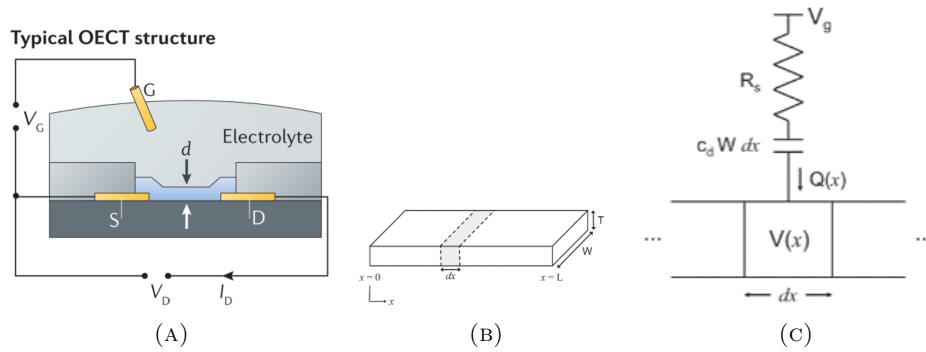 Typical OECT structure
G
V_G
Electrolyte
d
S
D
V_D
I_D
(A)
T
W
x = 0
dx
x = L
x
(B)
V_g
R_s
c_d W dx
Q(x)
...
V(x)
..
dx
(C)